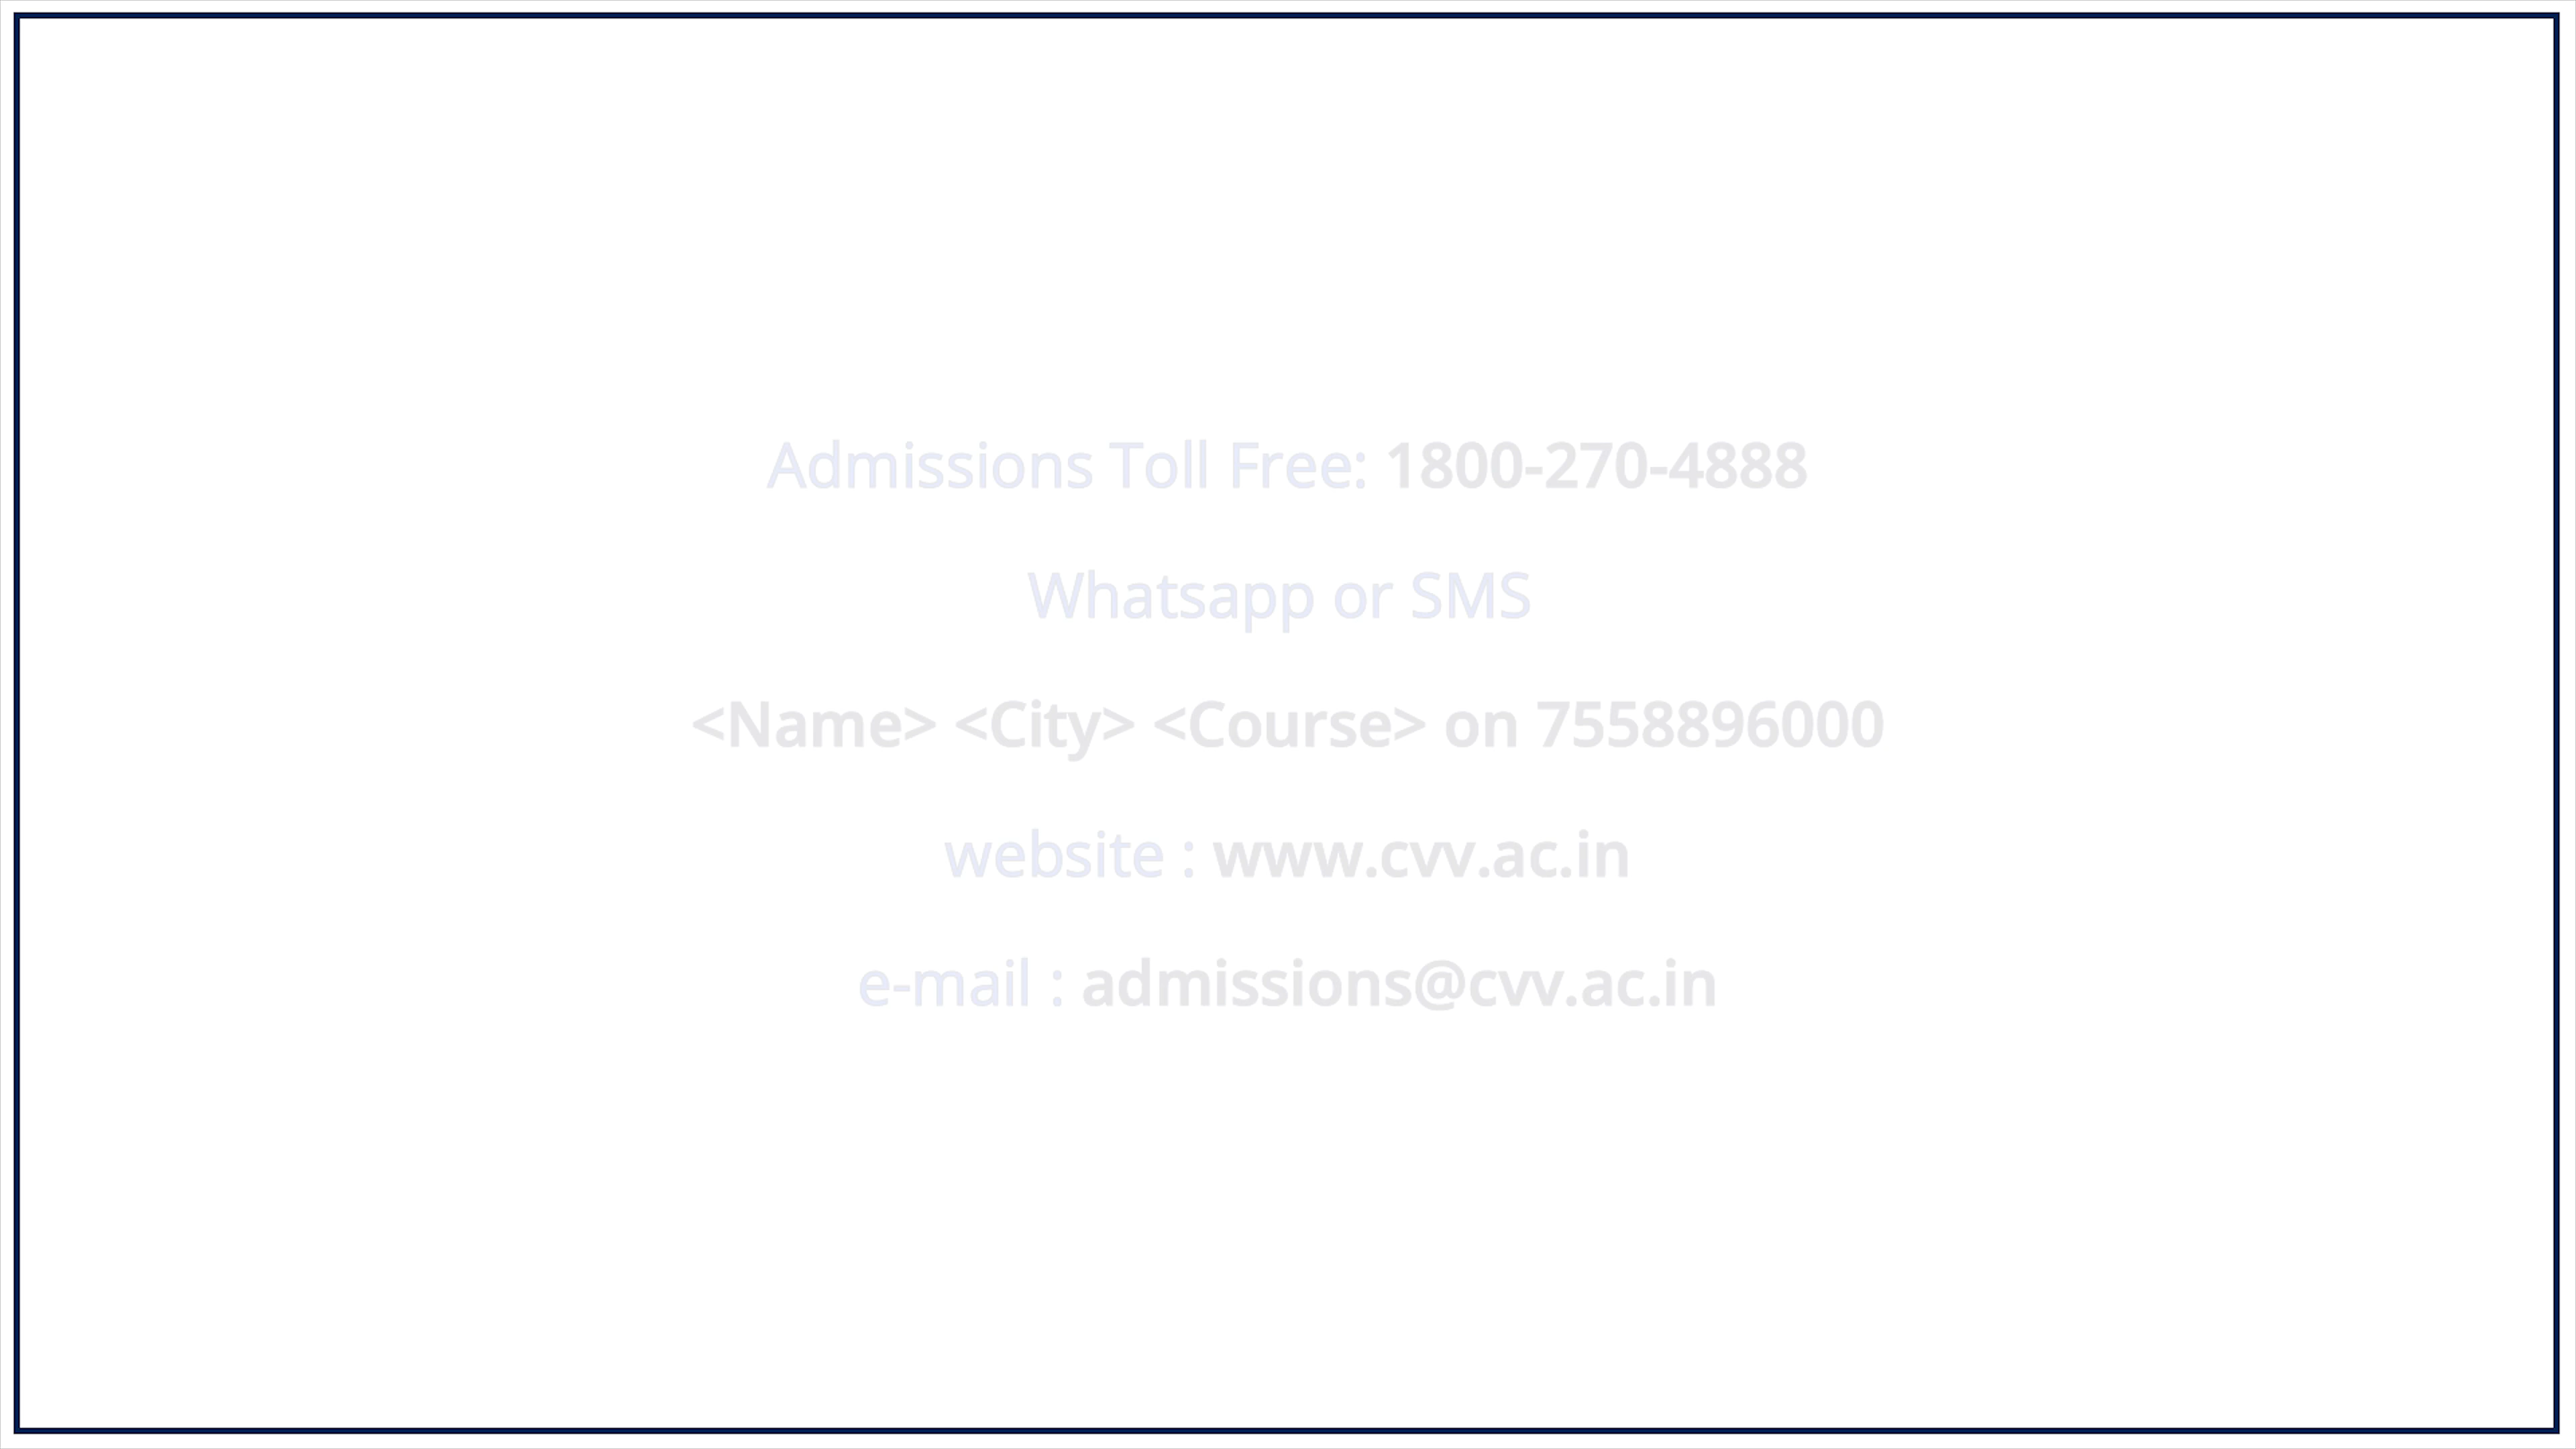 Admissions Toll Free: 1800-270-4888
Whatsapp or SMS
<Name> <City> <Course> on 7558896000
website : www.cvv.ac.in
e-mail : admissions@cvv.ac.in